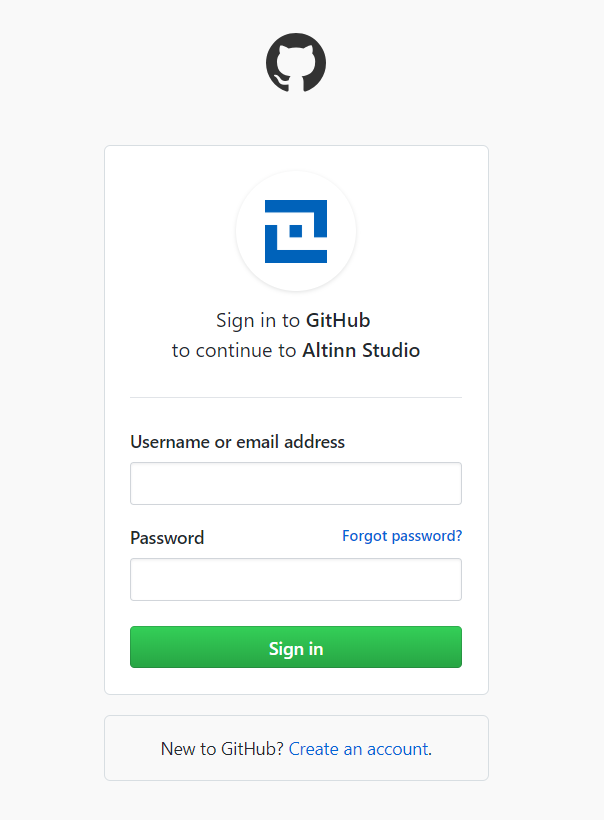 Sign in to GitHub
to continue to Altinn Studio
Username or email address
Password Forgot password?
Sign in
New to GitHub? Create an account.